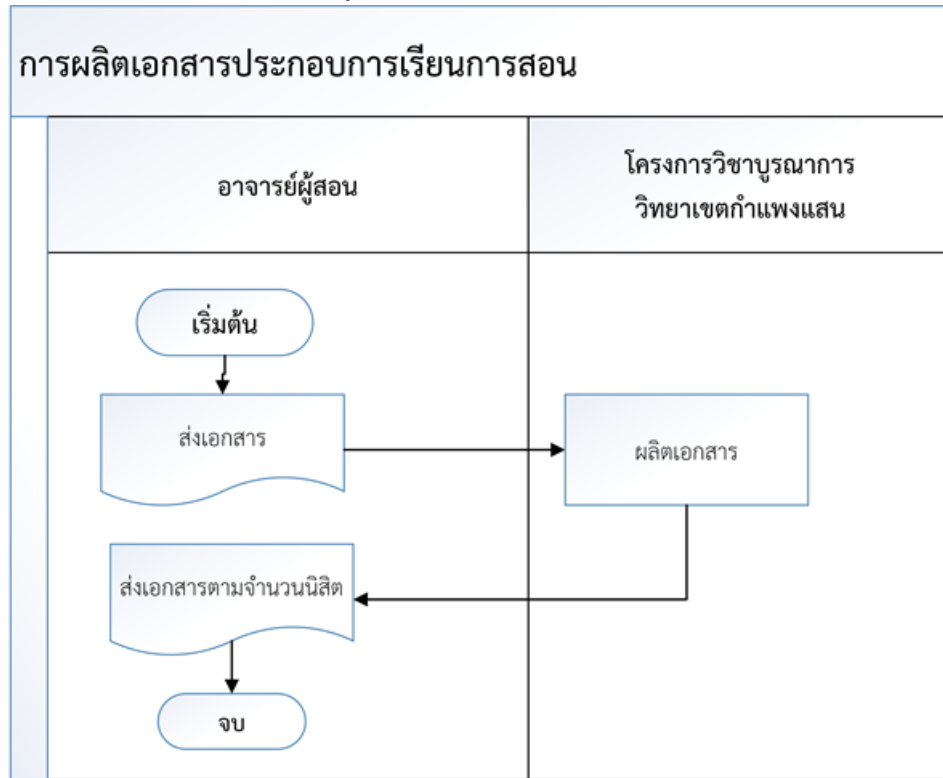 การผลิตเอกสารประกอบการเรียนการสอน
อาจารย์ผู้สอน
โครงการวิชาบูรณาการ
วิทยาเขตกำแพงแสน
เริ่มต้น
ส่งเอกสาร
ผลิตเอกสาร
ส่งเอกสารตามจำนวนนิสิต
จบ